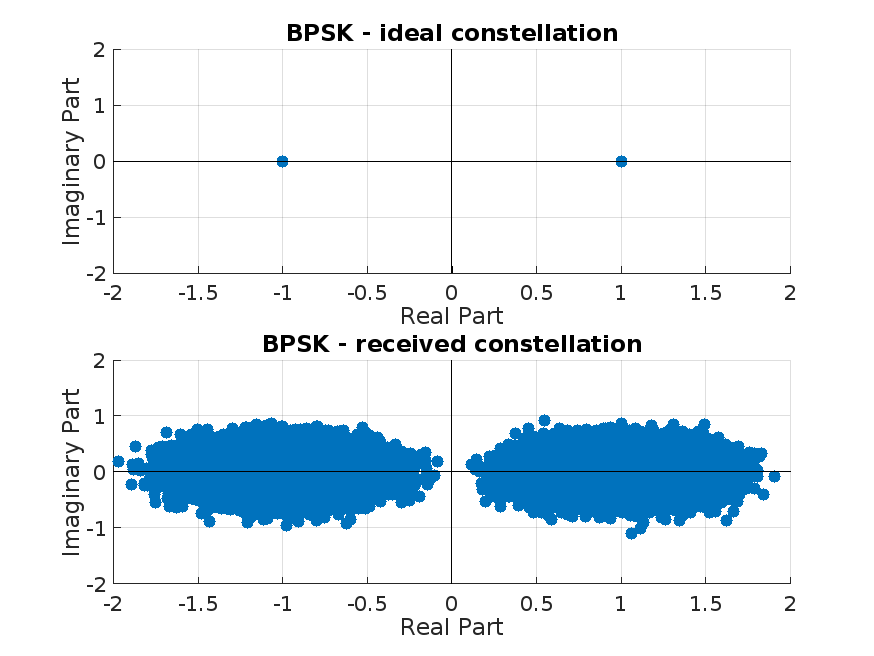 BPSK - ideal constellation
2
1
0
-1
-2
Imaginary Part
-2 -1.5 -1 -0.5 0 0.5 1 1.5 2
Real Part
BPSK - received constellation
2
1
0
-1
-2
Imaginary Part
-2 -1.5 -1 -0.5 0 0.5 1 1.5 2
Real Part